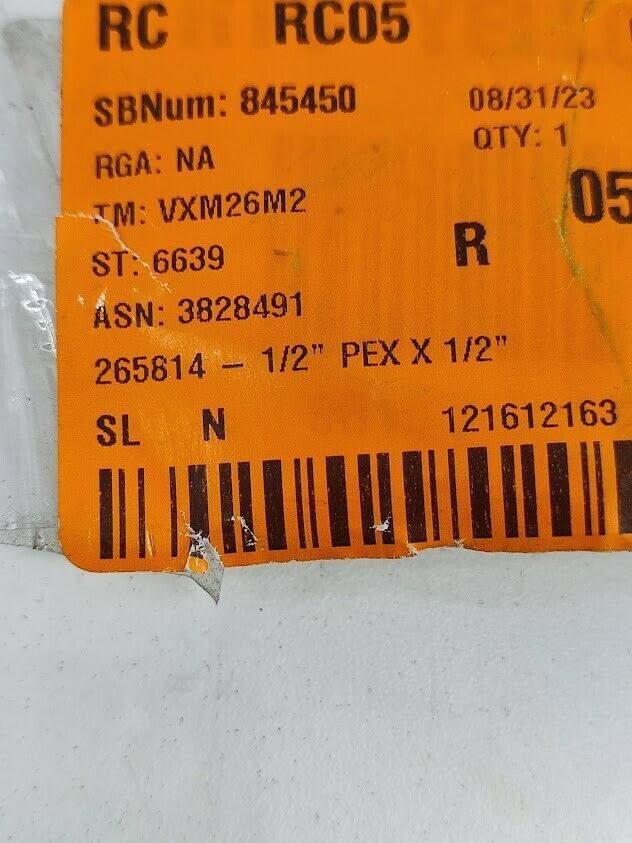 RC RC05
SBNum: 845450 08/31/23
RGA: NA QTY: 1
TM: VXM26M2 05
ST: 6639 R
ASN: 3828491
265814 – 1/2" PEX X 1/2"
SL N 121612163